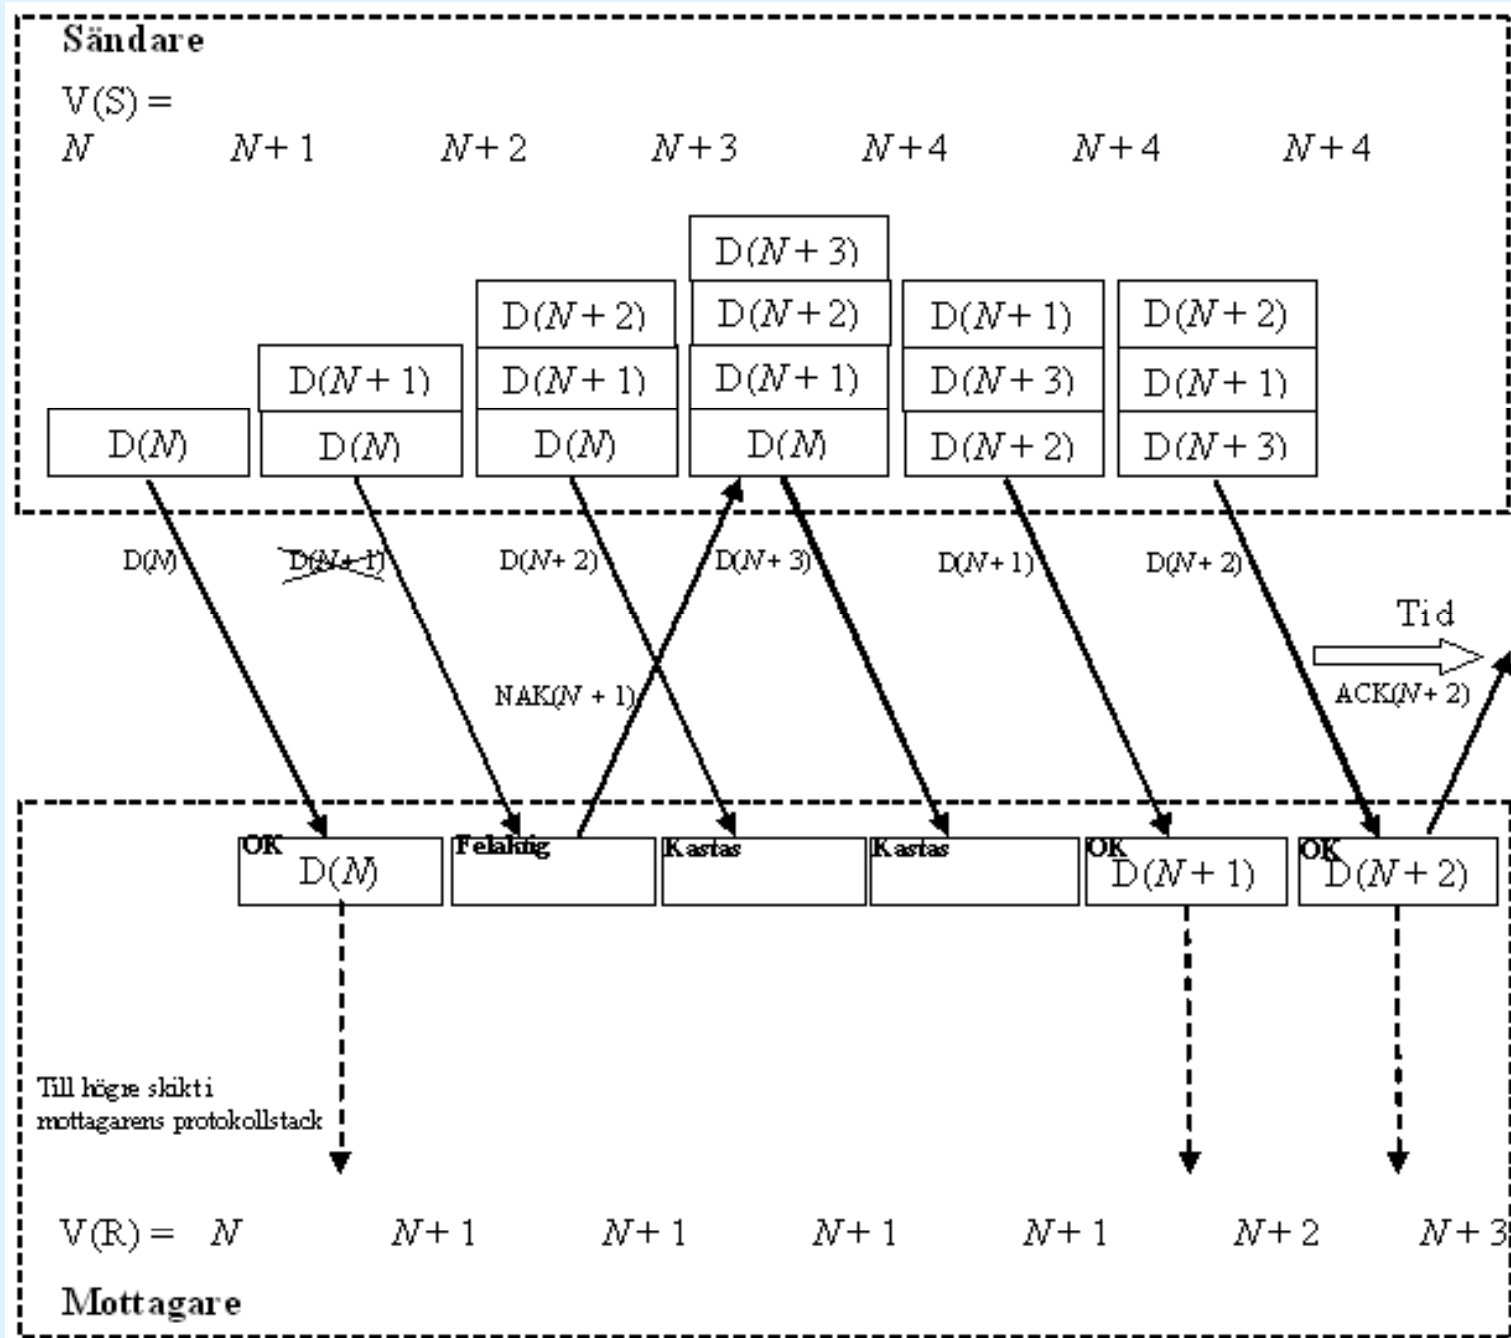 Sändare
V(S) =
N N+1 N+2 N+3 N+4 N+4 N+4
D(N+3)
D(N+2) D(N+2) D(N+1) D(N+2)
D(N+1) D(N+1) D(N+1) D(N+3) D(N+1)
D(N) D(N) D(N) D(N) D(N+2) D(N+3)
D(N) D(N+1) D(N+2) D(N+3) D(N+1) D(N+2)
Tid
NAK(N+1) ACK(N+2)
OK Felaktig Kastas Kastas OK OK
D(N) D(N+1) D(N+2)
Till högre skikt i
mottagarens protokollstack
V(R) = N N+1 N+1 N+1 N+1 N+2 N+3
Mottagare